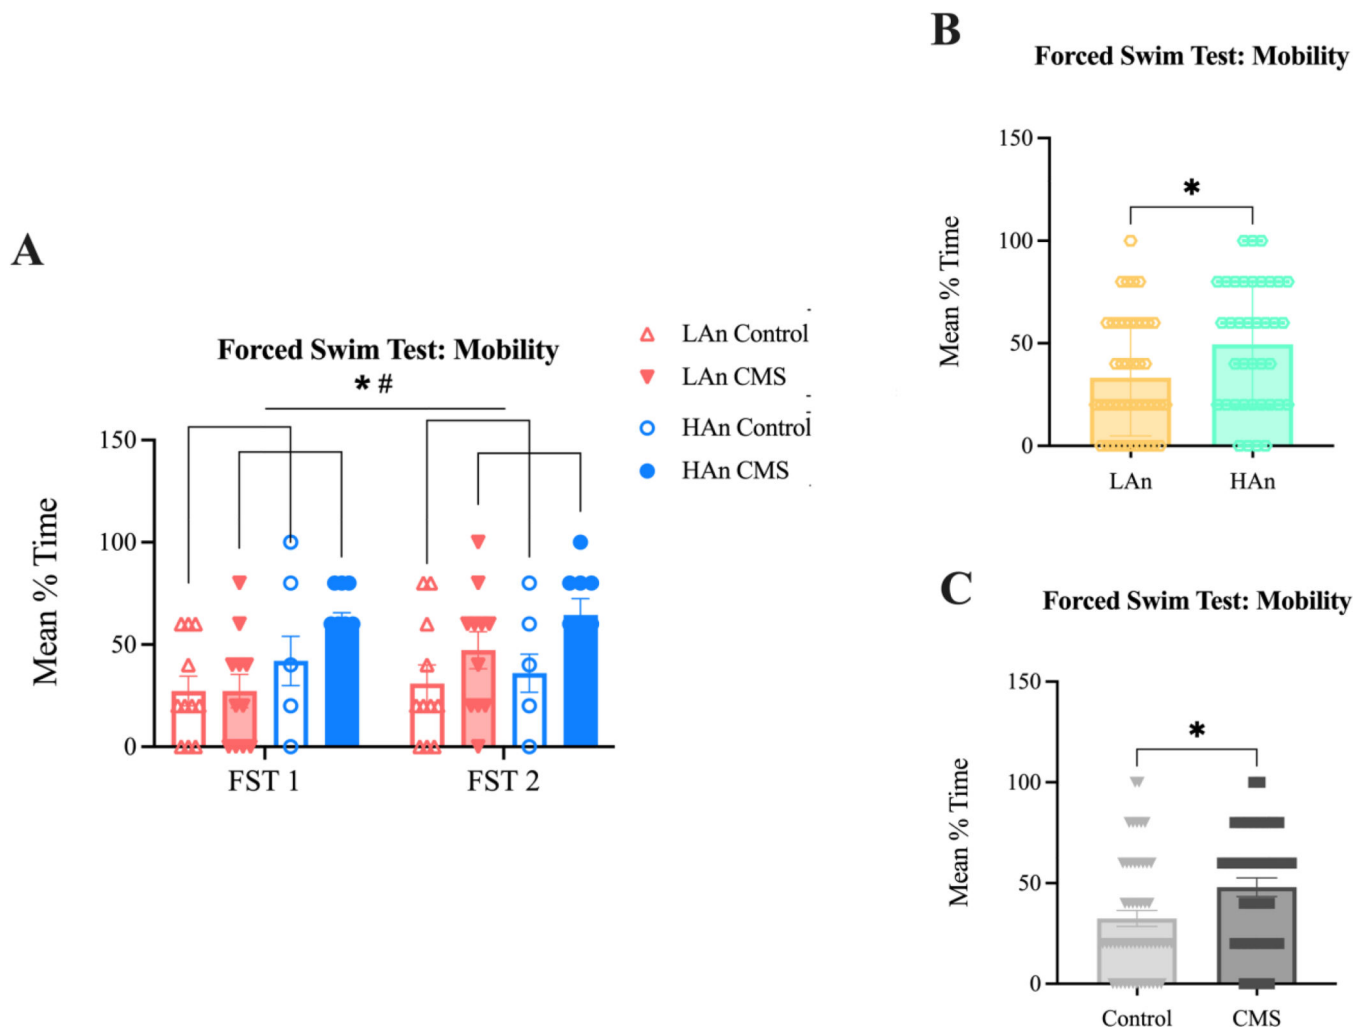 A
Forced Swim Test: Mobility
* #
Mean % Time
150
100
50
0
FST 1
FST 2
LAn Control
LAn CMS
HAn Control
HAn CMS
B
Forced Swim Test: Mobility
*
Mean % Time
150
100
50
0
LAn
HAn
C
Forced Swim Test: Mobility
*
Mean % Time
150
100
50
0
Control
CMS